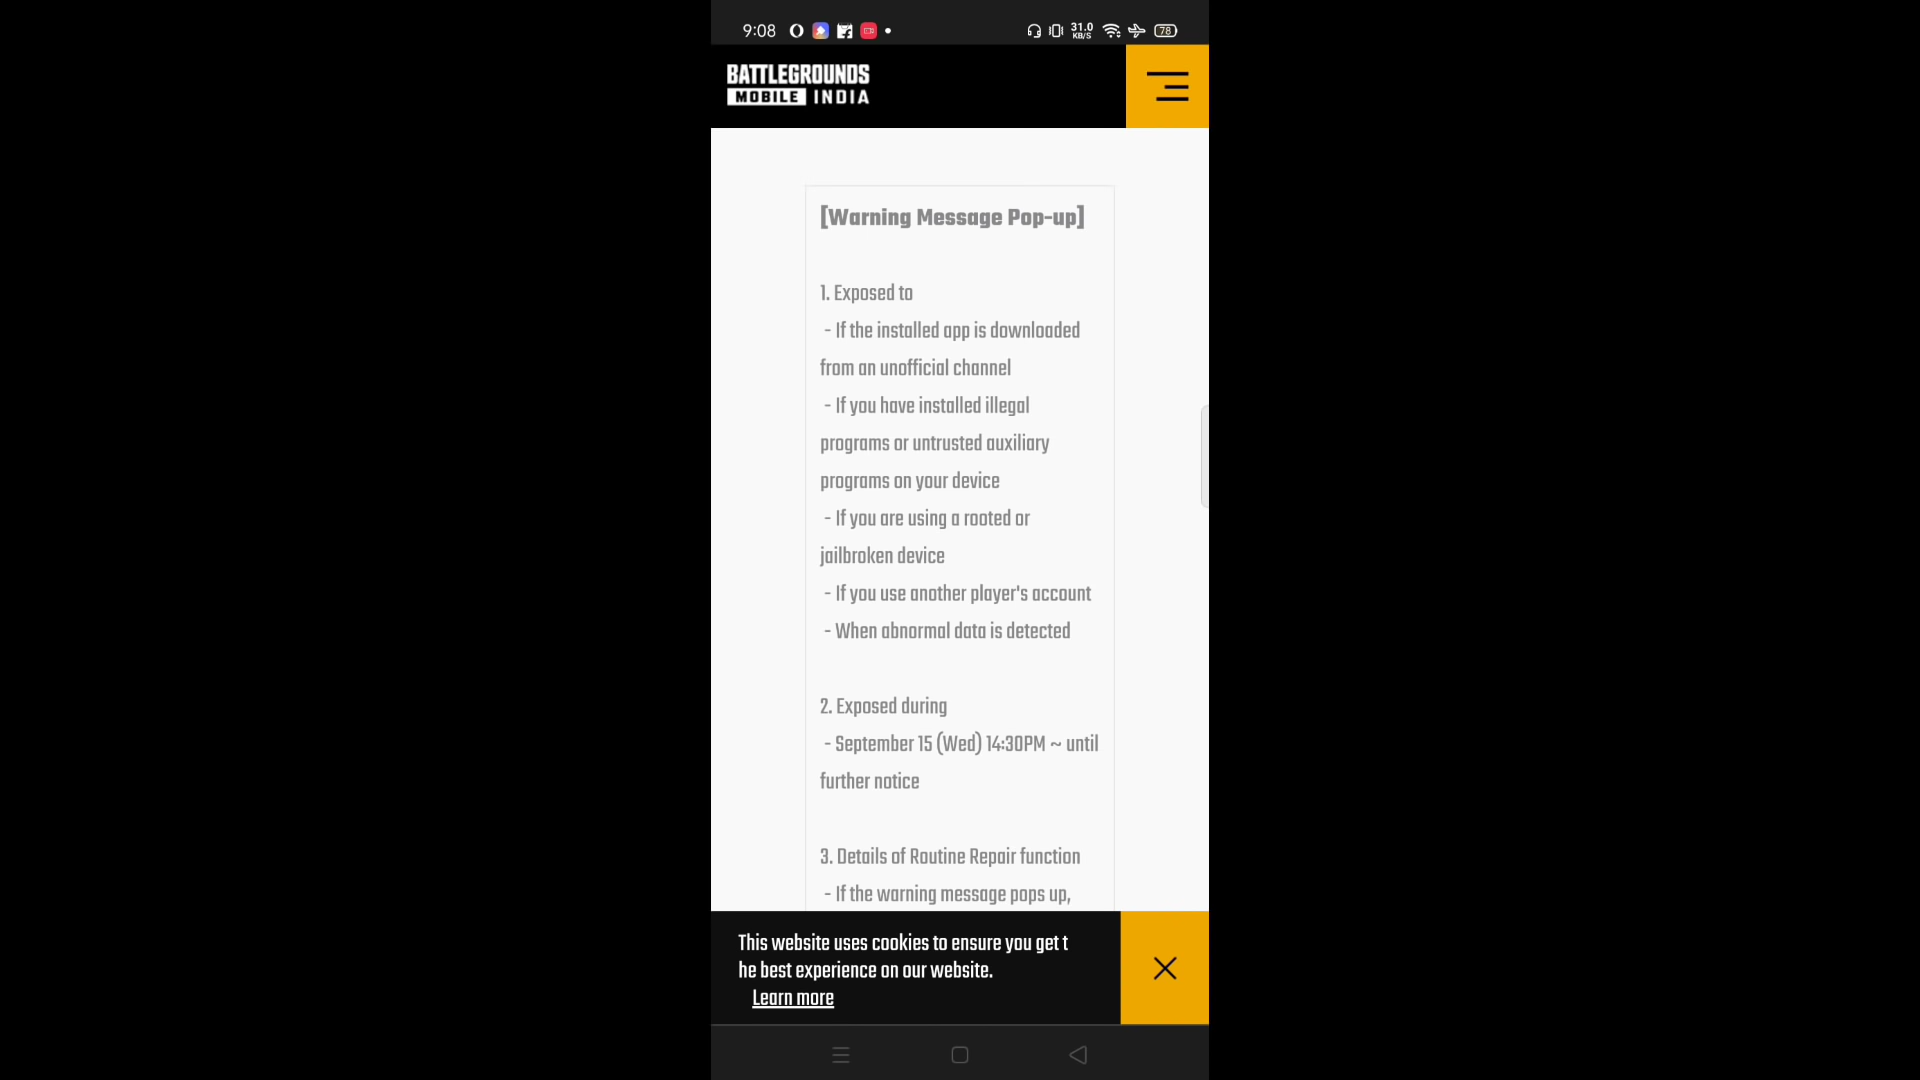 9:08
31.0
KB/S
78
BATTLEGROUNDS
MOBILE INDIA
[Warning Message Pop-up]
1. Exposed to
- If the installed app is downloaded
from an unofficial channel
- If you have installed illegal
programs or untrusted auxiliary
programs on your device
- If you are using a rooted or
jailbroken device
- If you use another player's account
- When abnormal data is detected
2. Exposed during
- September 15 (Wed) 14:30PM ~ until
further notice
3. Details of Routine Repair function
- If the warning message pops up,
This website uses cookies to ensure you get t
he best experience on our website.
Learn more